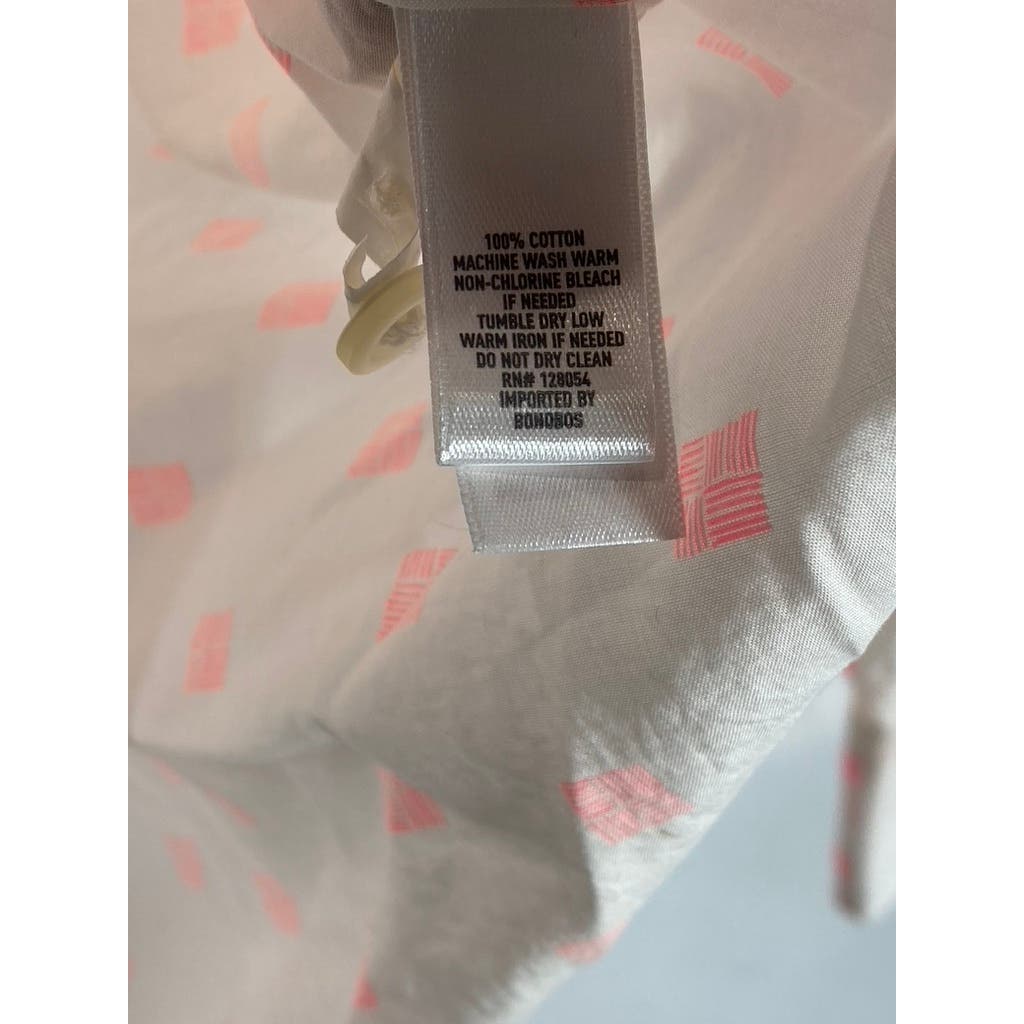 100% COTTON
MACHINE WASH WARM
NON-CHLORINE BLEACH
IF NEEDED
TUMBLE DRY LOW
WARM IRON IF NEEDED
DO NOT DRY CLEAN
RN# 128054
IMPORTED BY
BONOBOS